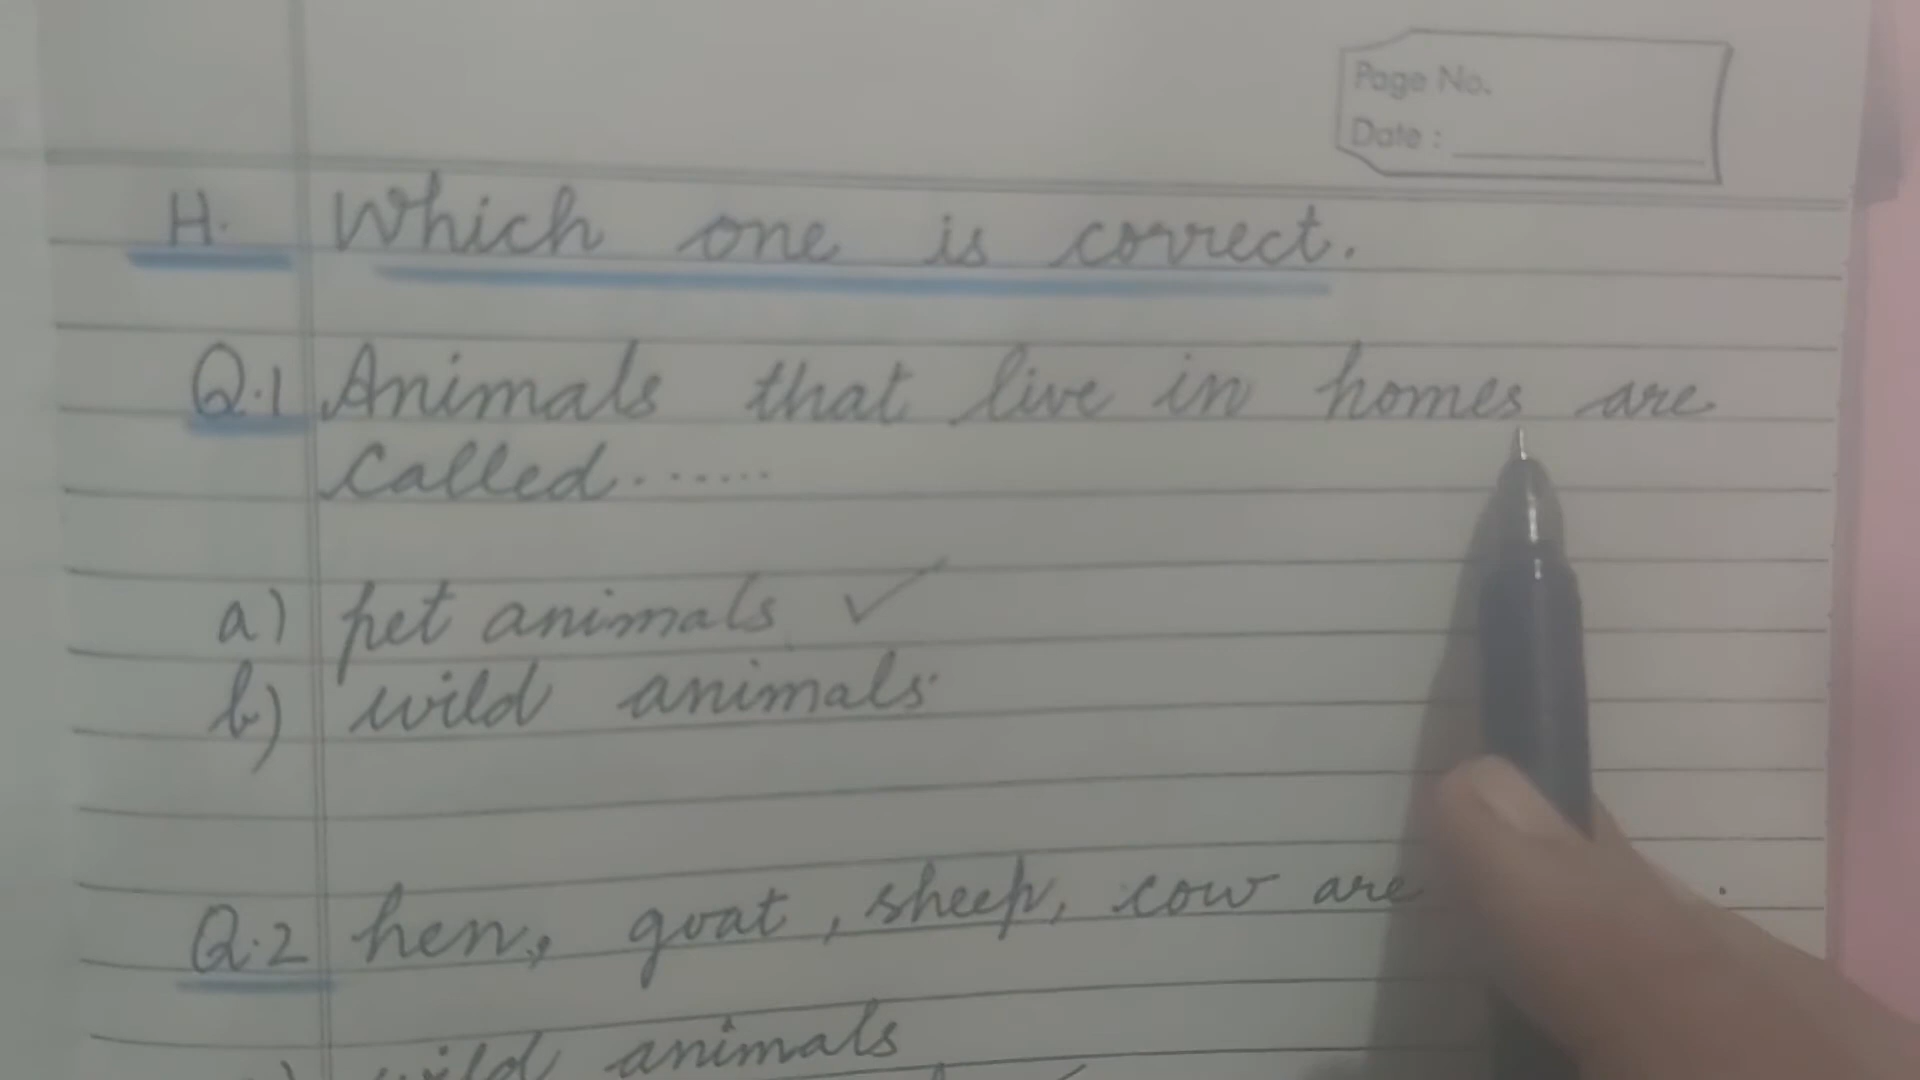 Page No.
Date :
H. Which one is correct.
Q.1 Animals that live in homes are
called.......
a) pet animals ✓
b) wild animals
Q.2 hen, goat, sheep, cow are
wild animals